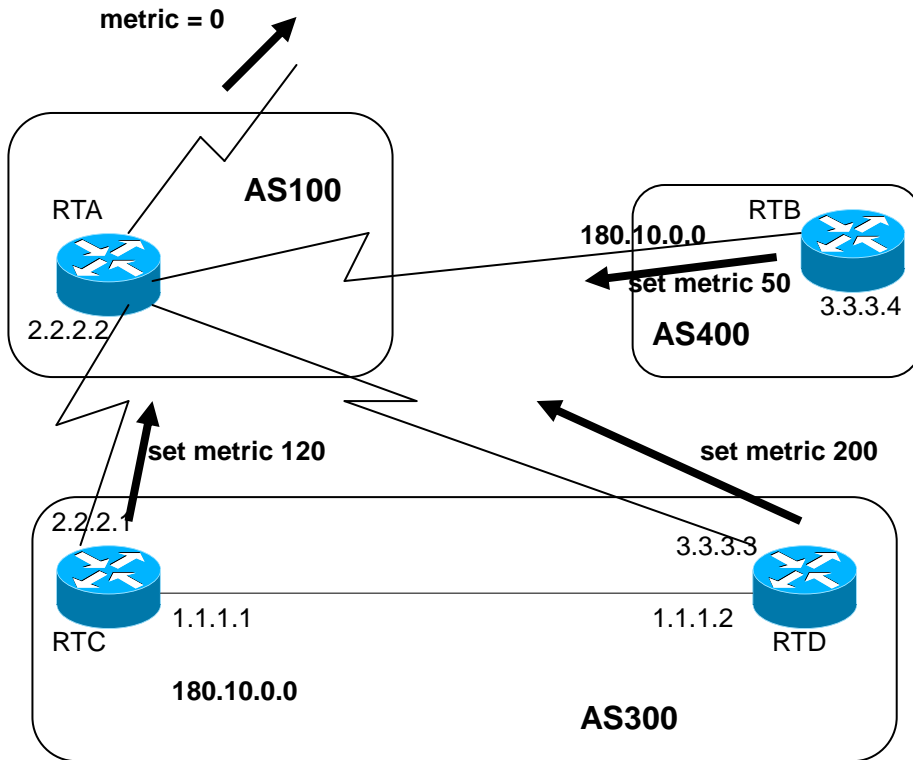 metric = 0
AS100
RTA
2.2.2.2
RTB
180.10.0.0
set metric 50
3.3.3.4
AS400
set metric 120
set metric 200
2.2.2.1
3.3.3.3
1.1.1.1
1.1.1.2
RTC
RTD
180.10.0.0
AS300